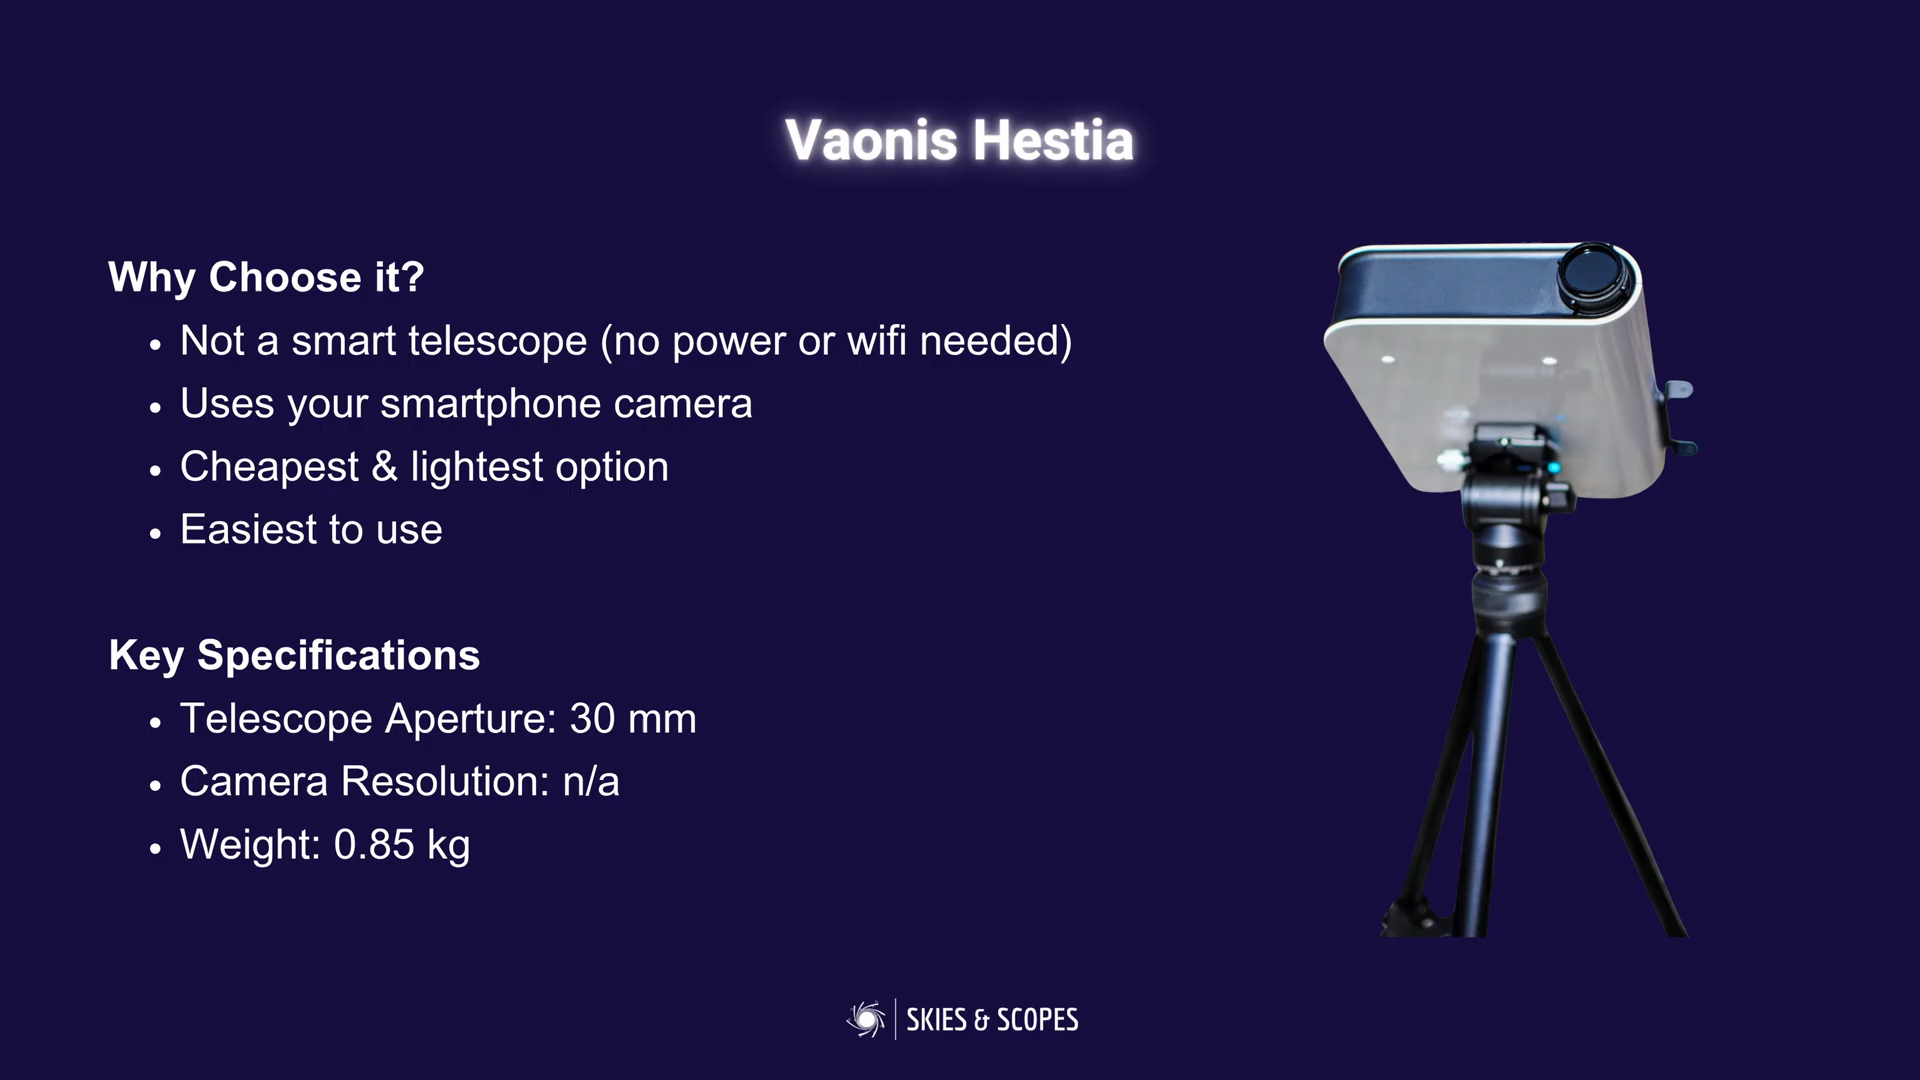 Vaonis Hestia
Why Choose it?
• Not a smart telescope (no power or wifi needed)
• Uses your smartphone camera
• Cheapest & lightest option
• Easiest to use
Key Specifications
• Telescope Aperture: 30 mm
• Camera Resolution: n/a
• Weight: 0.85 kg
SKIES & SCOPES